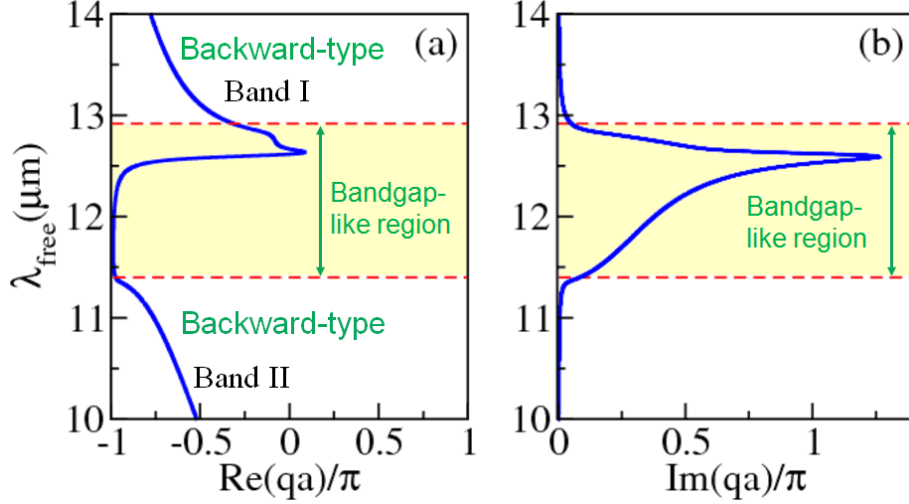 14
13
12
11
10
λfree(μm)
(a)
Backward-type
Band I
Bandgap-
like region
Backward-type
Band II
-1
-0.5
0
0.5
1
Re(qa)/π
14
13
12
11
10
(b)
Bandgap-
like region
0
0.5
1
Im(qa)/π